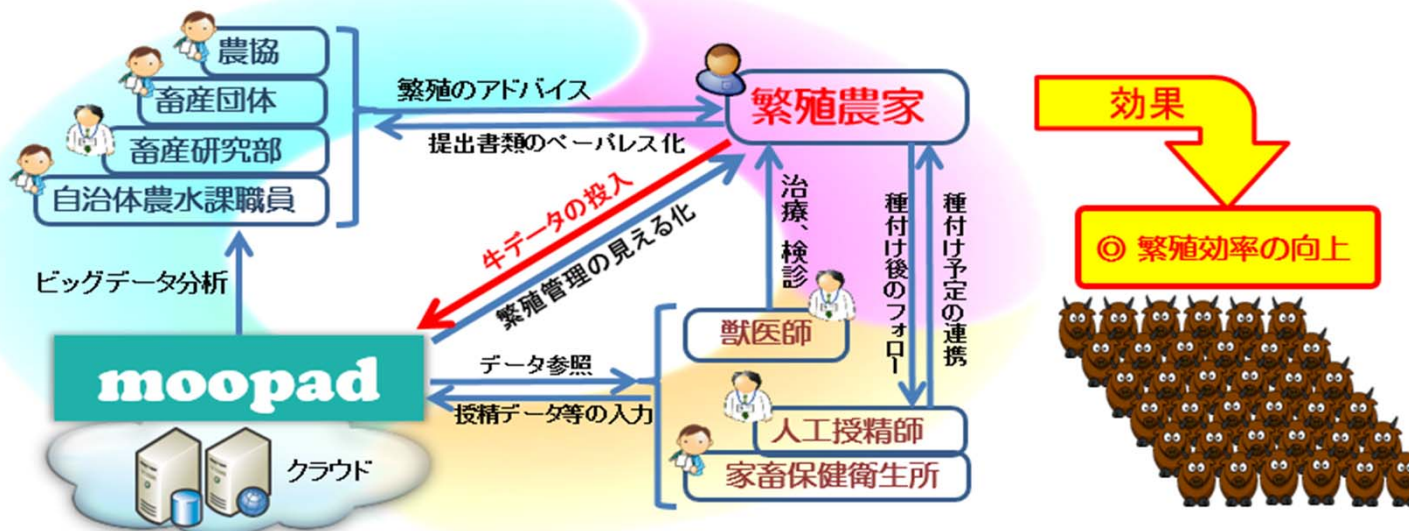 農協
畜産団体
畜産研究部
自治体農水課職員
繁殖のアドバイス
提出書類のペーパレス化
繁殖農家
効果
◎ 繁殖効率の向上
牛データの投入
繁殖管理の見える化
治療、検診
種付け後のフォロー
種付け予定の連携
ビッグデータ分析
獣医師
moopad
データ参照
授精データ等の入力
人工授精師
家畜保健衛生所
クラウド